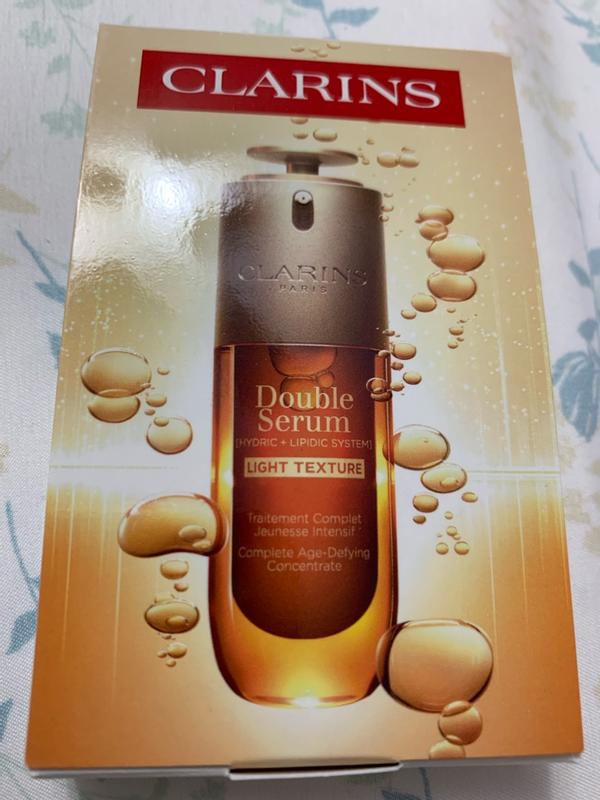 CLARINS
CLARINS
PARIS
Double
Serum
[HYDRIC + LIPIDIC SYSTEM]
LIGHT TEXTURE
Traitement Complet
Jeunesse Intensif
Complete Age-Defying
Concentrate